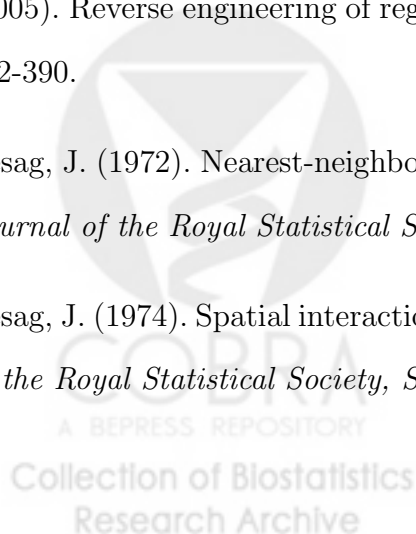 005). Reverse engineering of reg
2-390.
sag, J. (1972). Nearest-neighbo
urnal of the Royal Statistical S
sag, J. (1974). Spatial interactio
the Royal Statistical Society, S
COBRA
A BEPRESS REPOSITORY
Collection of Biostatistics
Research Archive